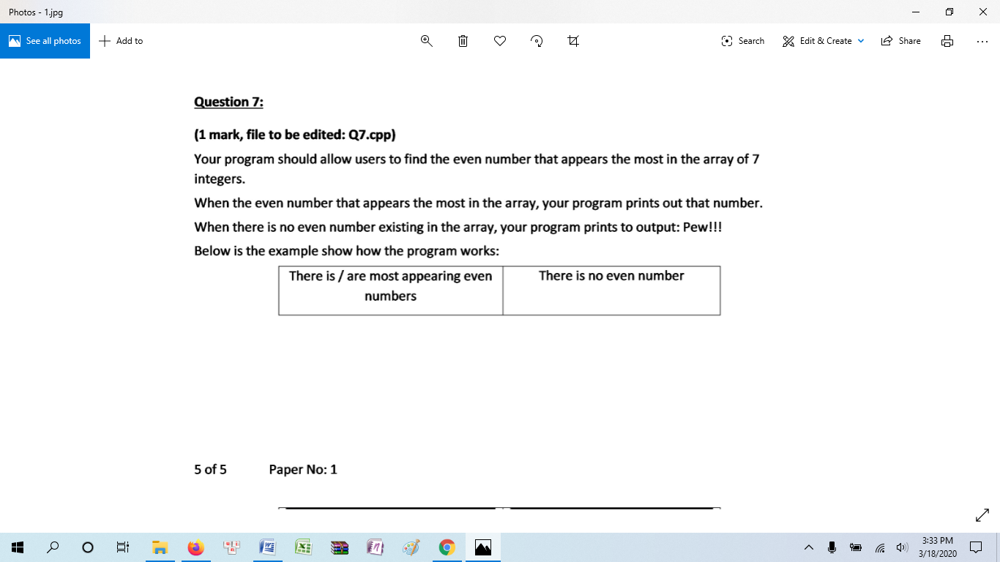 Photos - 1.jpg
See all photos
Add to
Search
Edit & Create
Share
Question 7:
(1 mark, file to be edited: Q7.cpp)
Your program should allow users to find the even number that appears the most in the array of 7
integers.
When the even number that appears the most in the array, your program prints out that number.
When there is no even number existing in the array, your program prints to output: Pew!!!
Below is the example show how the program works:
There is / are most appearing even
numbers
There is no even number
5 of 5 Paper No: 1
3:33 PM
3/18/2020